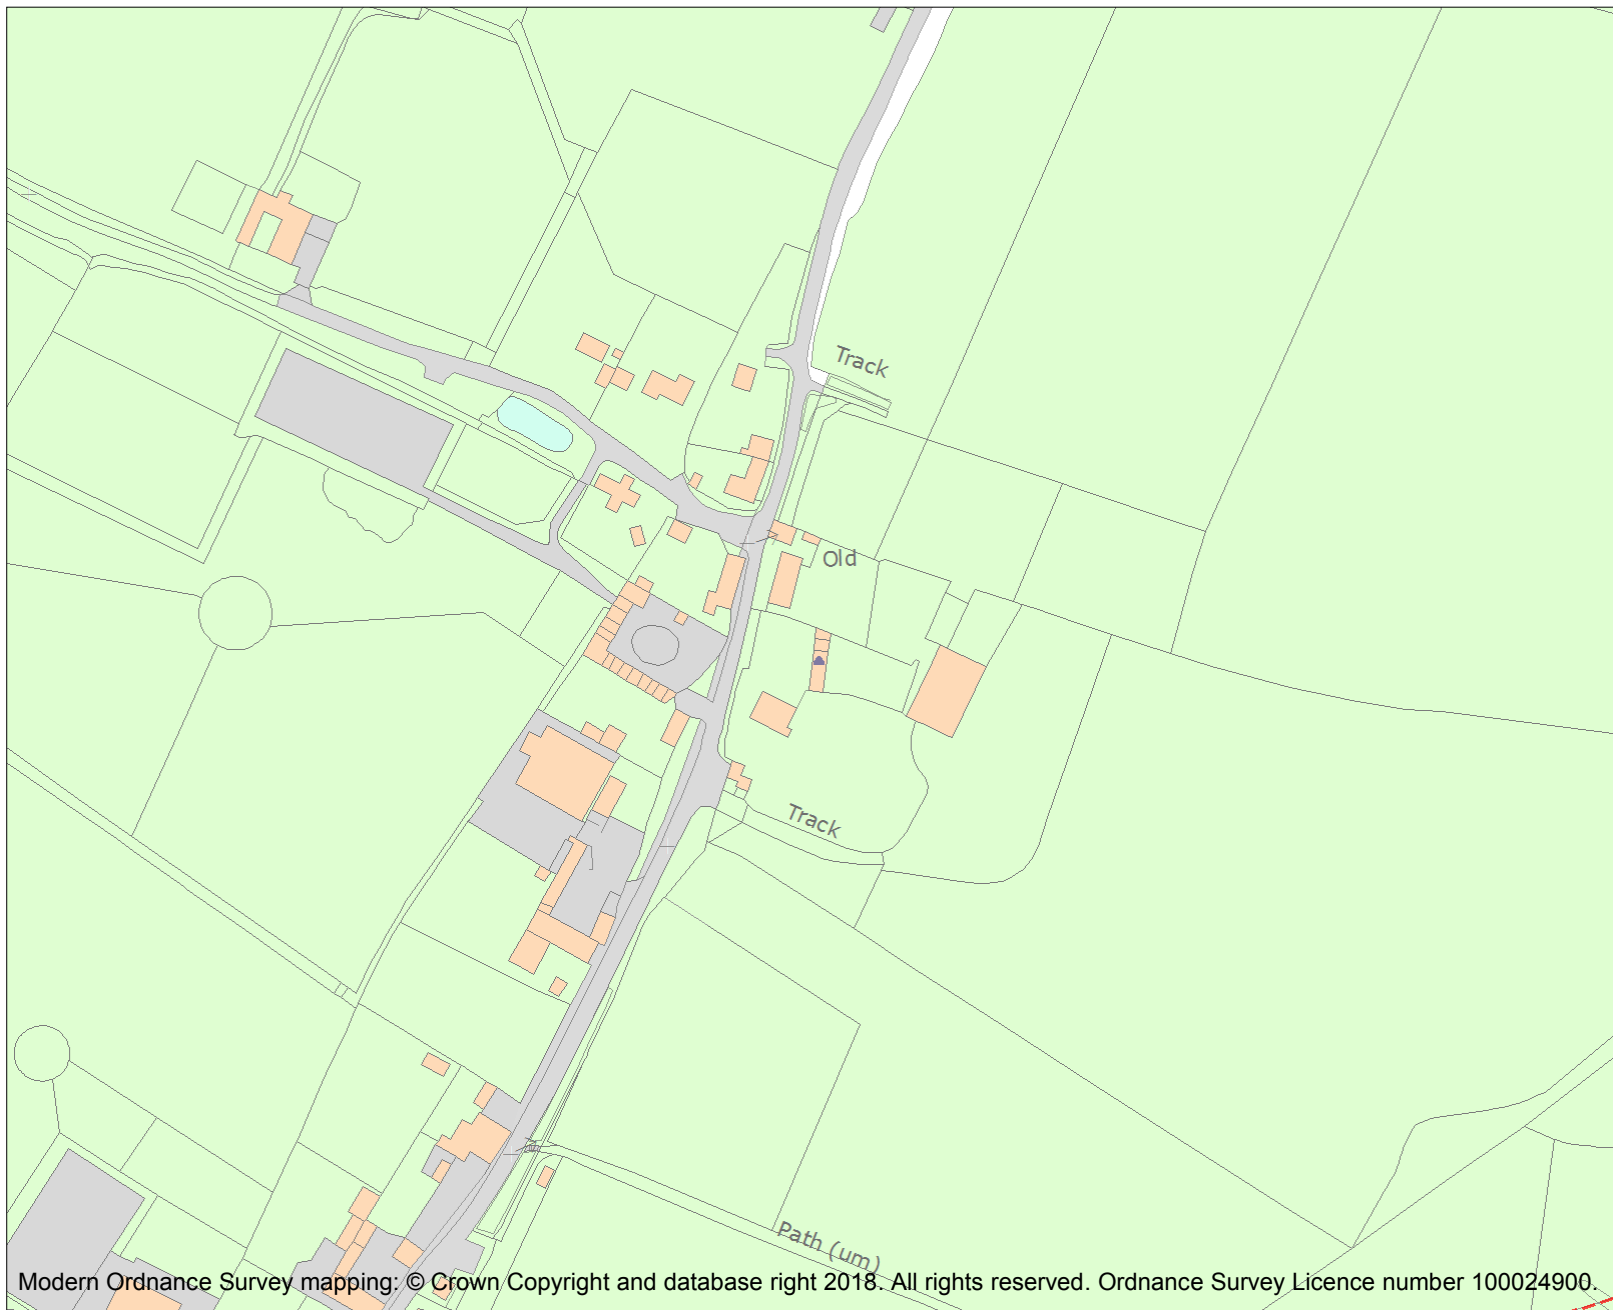 Track
Old
Track
Path (um)
Modern Ordnance Survey mapping: © Crown Copyright and database right 2018. All rights reserved. Ordnance Survey Licence number 100024900.